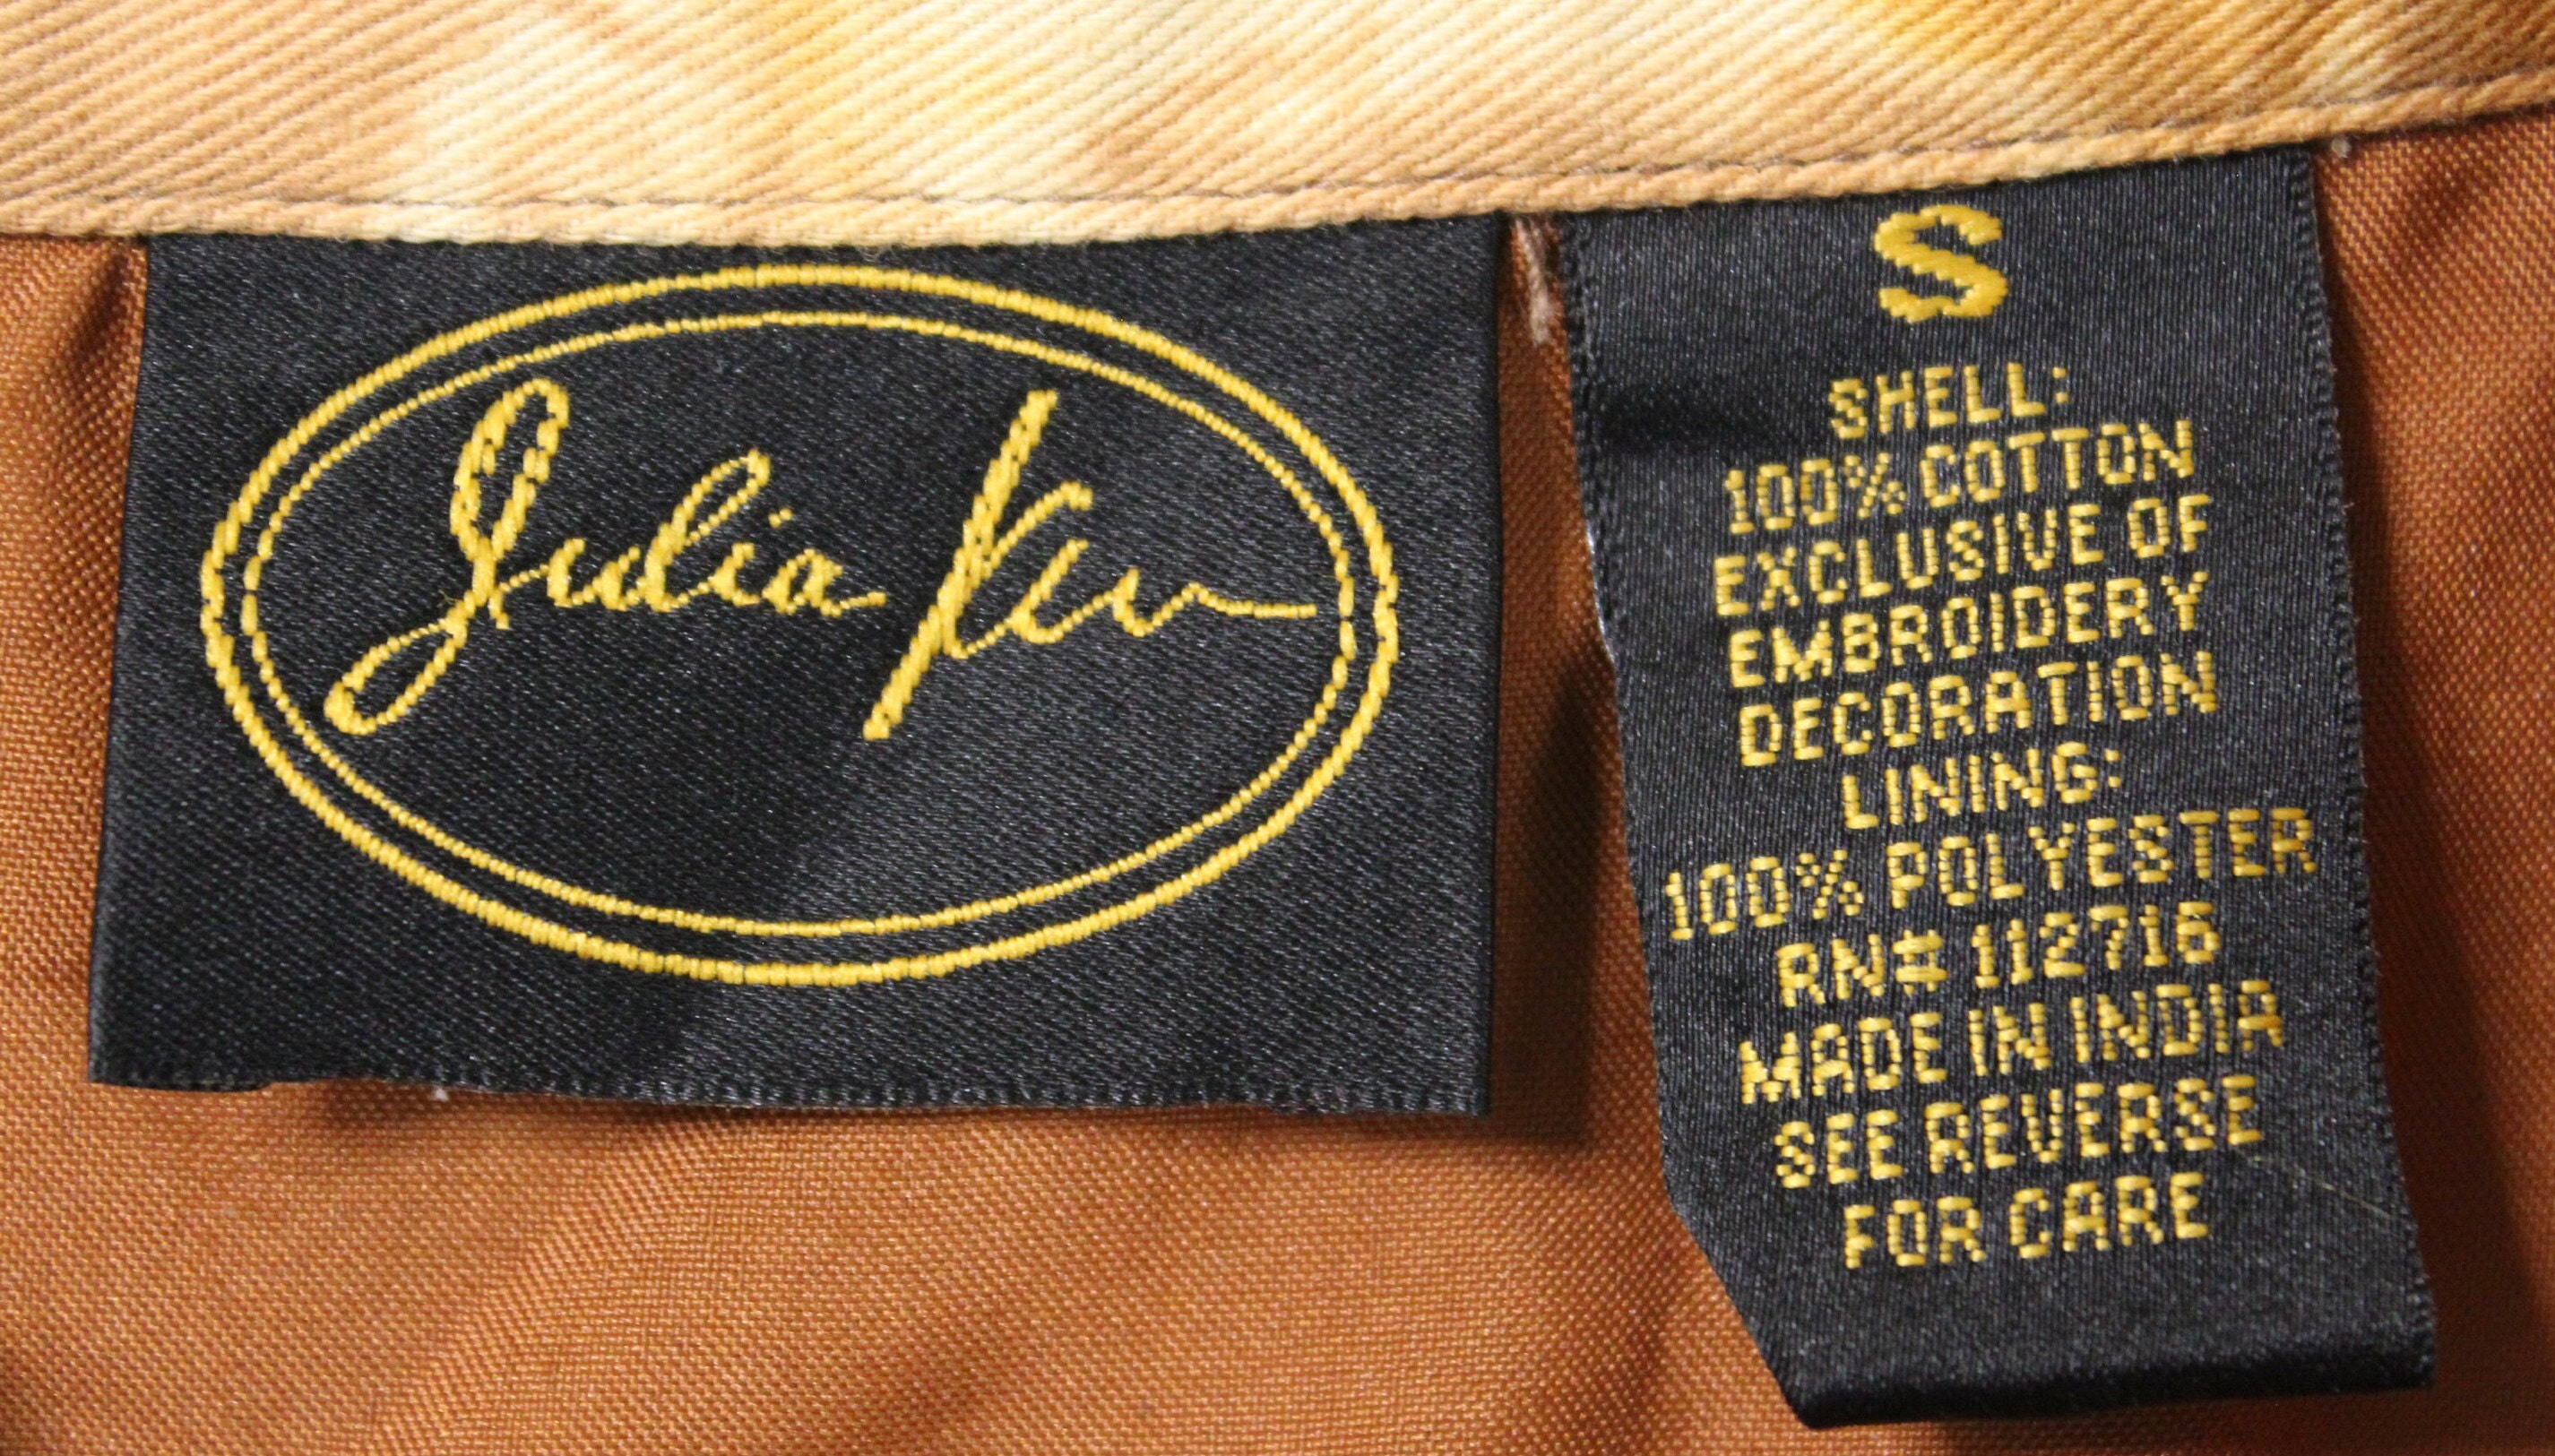 Julia
S
SHELL:
100% COTTON
EXCLUSIVE OF
EMBROIDERY
DECORATION
LINING:
100% POLYESTER
RN# 112716
MADE IN INDIA
SEE REVERSE
FOR CARE